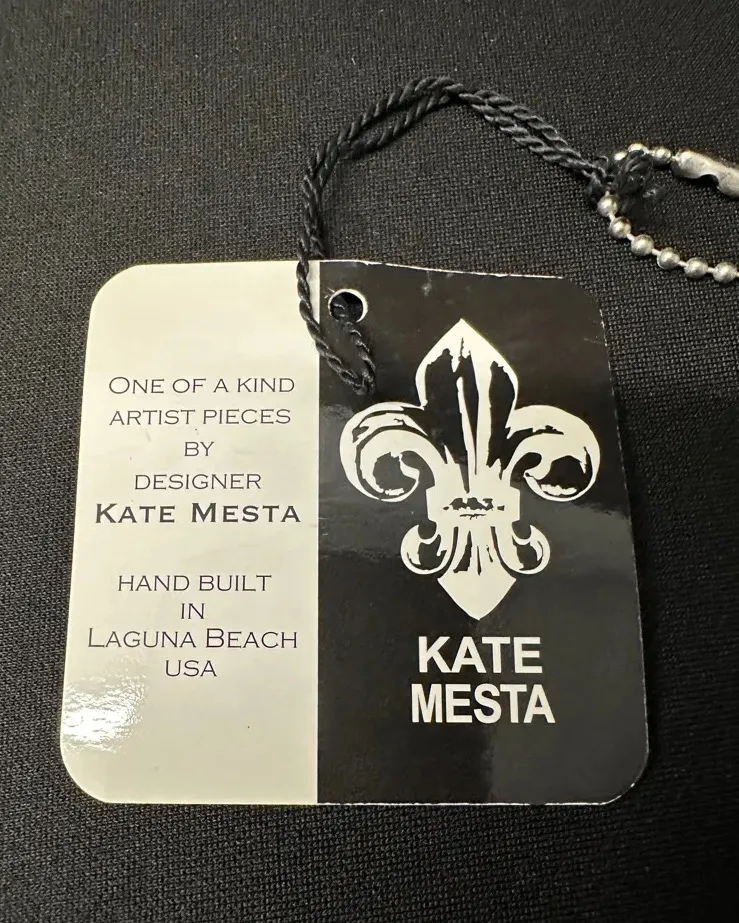 ONE OF A KIND
ARTIST PIECES
BY
DESIGNER
KATE MESTA
HAND BUILT
IN
LAGUNA BEACH
USA
KATE
MESTA